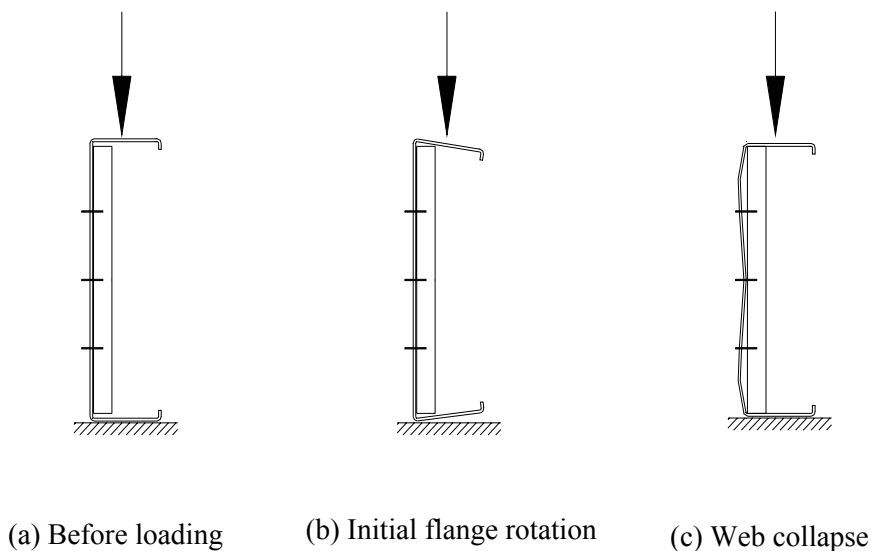 (a) Before loading
(b) Initial flange rotation
(c) Web collapse